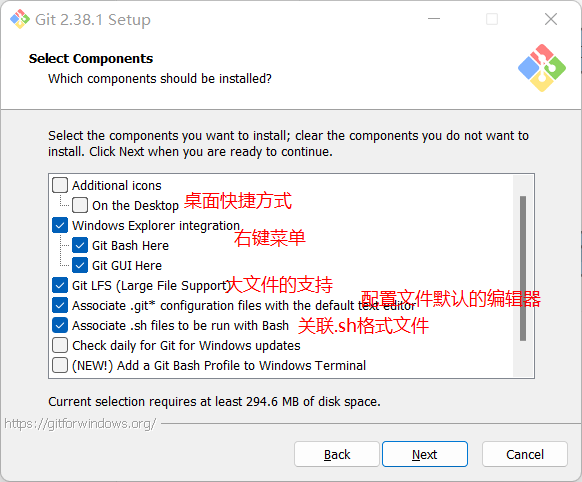 Git 2.38.1 Setup
Select Components
Which components should be installed?
Select the components you want to install; clear the components you do not want to
install. Click Next when you are ready to continue.
Additional icons
On the Desktop 桌面快捷方式
Windows Explorer integration
右键菜单
Git Bash Here
Git GUI Here
Git LFS (Large File Support) 大文件的支持
配置文件默认的编辑器
Associate .git* configuration files with the default text editor
Associate .sh files to be run with Bash 关联.sh格式文件
Check daily for Git for Windows updates
(NEW!) Add a Git Bash Profile to Windows Terminal
Current selection requires at least 294.6 MB of disk space.
https://gitforwindows.org/
Back Next Cancel